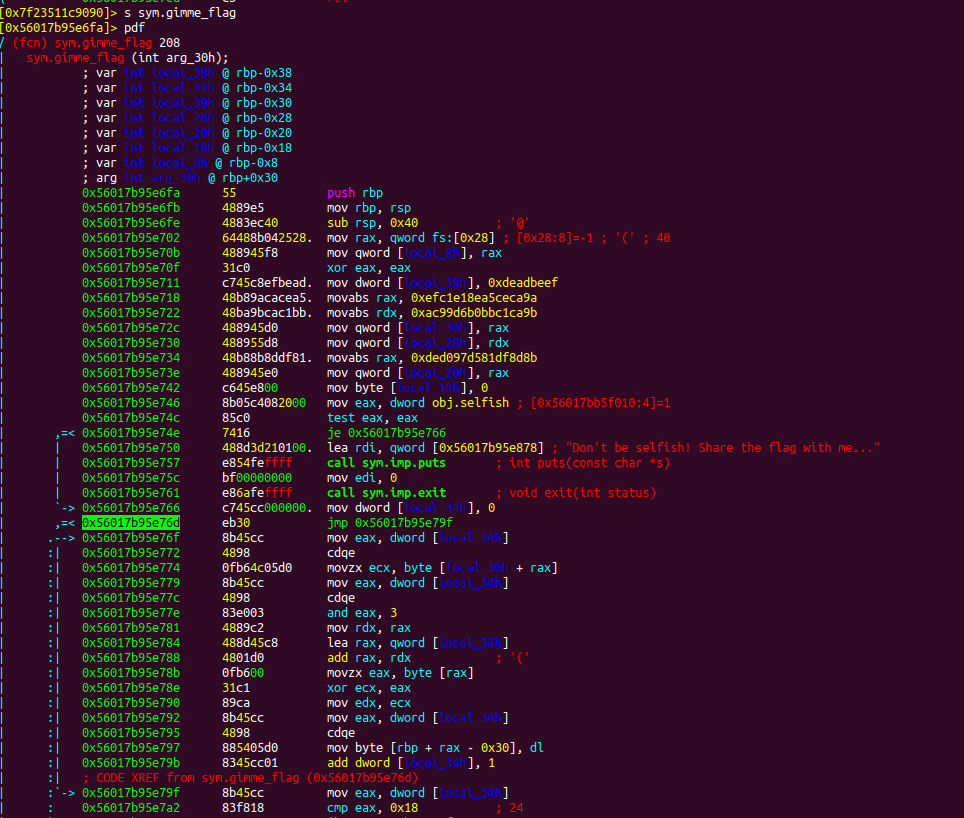 [0x7f23511c9090]> s sym.gimme_flag
[0x56017b95e6fa]> pdf
/ (fcn) sym.gimme_flag 208
|   sym.gimme_flag (int arg_30h);
|           ; var int local_38h @ rbp-0x38
|           ; var int local_34h @ rbp-0x34
|           ; var int local_30h @ rbp-0x30
|           ; var int local_28h @ rbp-0x28
|           ; var int local_20h @ rbp-0x20
|           ; var int local_18h @ rbp-0x18
|           ; var int local_8h @ rbp-0x8
|           ; arg int arg_30h @ rbp+0x30
|           0x56017b95e6fa      55             push rbp
|           0x56017b95e6fb      4889e5         mov rbp, rsp
|           0x56017b95e6fe      4883ec40       sub rsp, 0x40           ; '@'
|           0x56017b95e702      64488b042528.  mov rax, qword fs:[0x28] ; [0x28:8]=-1 ; '(' ; 40
|           0x56017b95e70b      488945f8       mov qword [local_8h], rax
|           0x56017b95e70f      31c0           xor eax, eax
|           0x56017b95e711      c745c8efbead.  mov dword [local_38h], 0xdeadbeef
|           0x56017b95e718      48b89acacea5.  movabs rax, 0xefc1e18ea5ceca9a
|           0x56017b95e722      48ba9bcac1bb.  movabs rdx, 0xac99d6b0bbc1ca9b
|           0x56017b95e72c      488945d0       mov qword [local_30h], rax
|           0x56017b95e730      488955d8       mov qword [local_28h], rdx
|           0x56017b95e734      48b88b8ddf81.  movabs rax, 0xded097d581df8d8b
|           0x56017b95e73e      488945e0       mov qword [local_20h], rax
|           0x56017b95e742      c645e800       mov byte [local_18h], 0
|           0x56017b95e746      8b05c4082000   mov eax, dword obj.selfish ; [0x56017bb5f010:4]=1
|           0x56017b95e74c      85c0           test eax, eax
|       ,=< 0x56017b95e74e      7416           je 0x56017b95e766
|       |   0x56017b95e750      488d3d210100.  lea rdi, qword [0x56017b95e878] ; "Don't be selfish! Share the flag with me..."
|       |   0x56017b95e757      e854feffff     call sym.imp.puts       ; int puts(const char *s)
|       |   0x56017b95e75c      bf00000000     mov edi, 0
|       |   0x56017b95e761      e86afeffff     call sym.imp.exit       ; void exit(int status)
|       `-> 0x56017b95e766      c745cc000000.  mov dword [local_34h], 0
|       ,=< 0x56017b95e76d      eb30           jmp 0x56017b95e79f
|      .--> 0x56017b95e76f      8b45cc         mov eax, dword [local_34h]
|      :|   0x56017b95e772      4898           cdqe
|      :|   0x56017b95e774      0fb64c05d0     movzx ecx, byte [local_30h + rax]
|      :|   0x56017b95e779      8b45cc         mov eax, dword [local_34h]
|      :|   0x56017b95e77c      4898           cdqe
|      :|   0x56017b95e77e      83e003         and eax, 3
|      :|   0x56017b95e781      4889c2         mov rdx, rax
|      :|   0x56017b95e784      488d45c8       lea rax, qword [local_38h]
|      :|   0x56017b95e788      4801d0         add rax, rdx            ; '('
|      :|   0x56017b95e78b      0fb600         movzx eax, byte [rax]
|      :|   0x56017b95e78e      31c1           xor ecx, eax
|      :|   0x56017b95e790      89ca           mov edx, ecx
|      :|   0x56017b95e792      8b45cc         mov eax, dword [local_34h]
|      :|   0x56017b95e795      4898           cdqe
|      :|   0x56017b95e797      885405d0       mov byte [rbp + rax - 0x30], dl
|      :|   0x56017b95e79b      8345cc01       add dword [local_34h], 1
|      :|   ; CODE XREF from sym.gimme_flag (0x56017b95e76d)
|      :`-> 0x56017b95e79f      8b45cc         mov eax, dword [local_34h]
|      :    0x56017b95e7a2      83f818         cmp eax, 0x18           ; 24